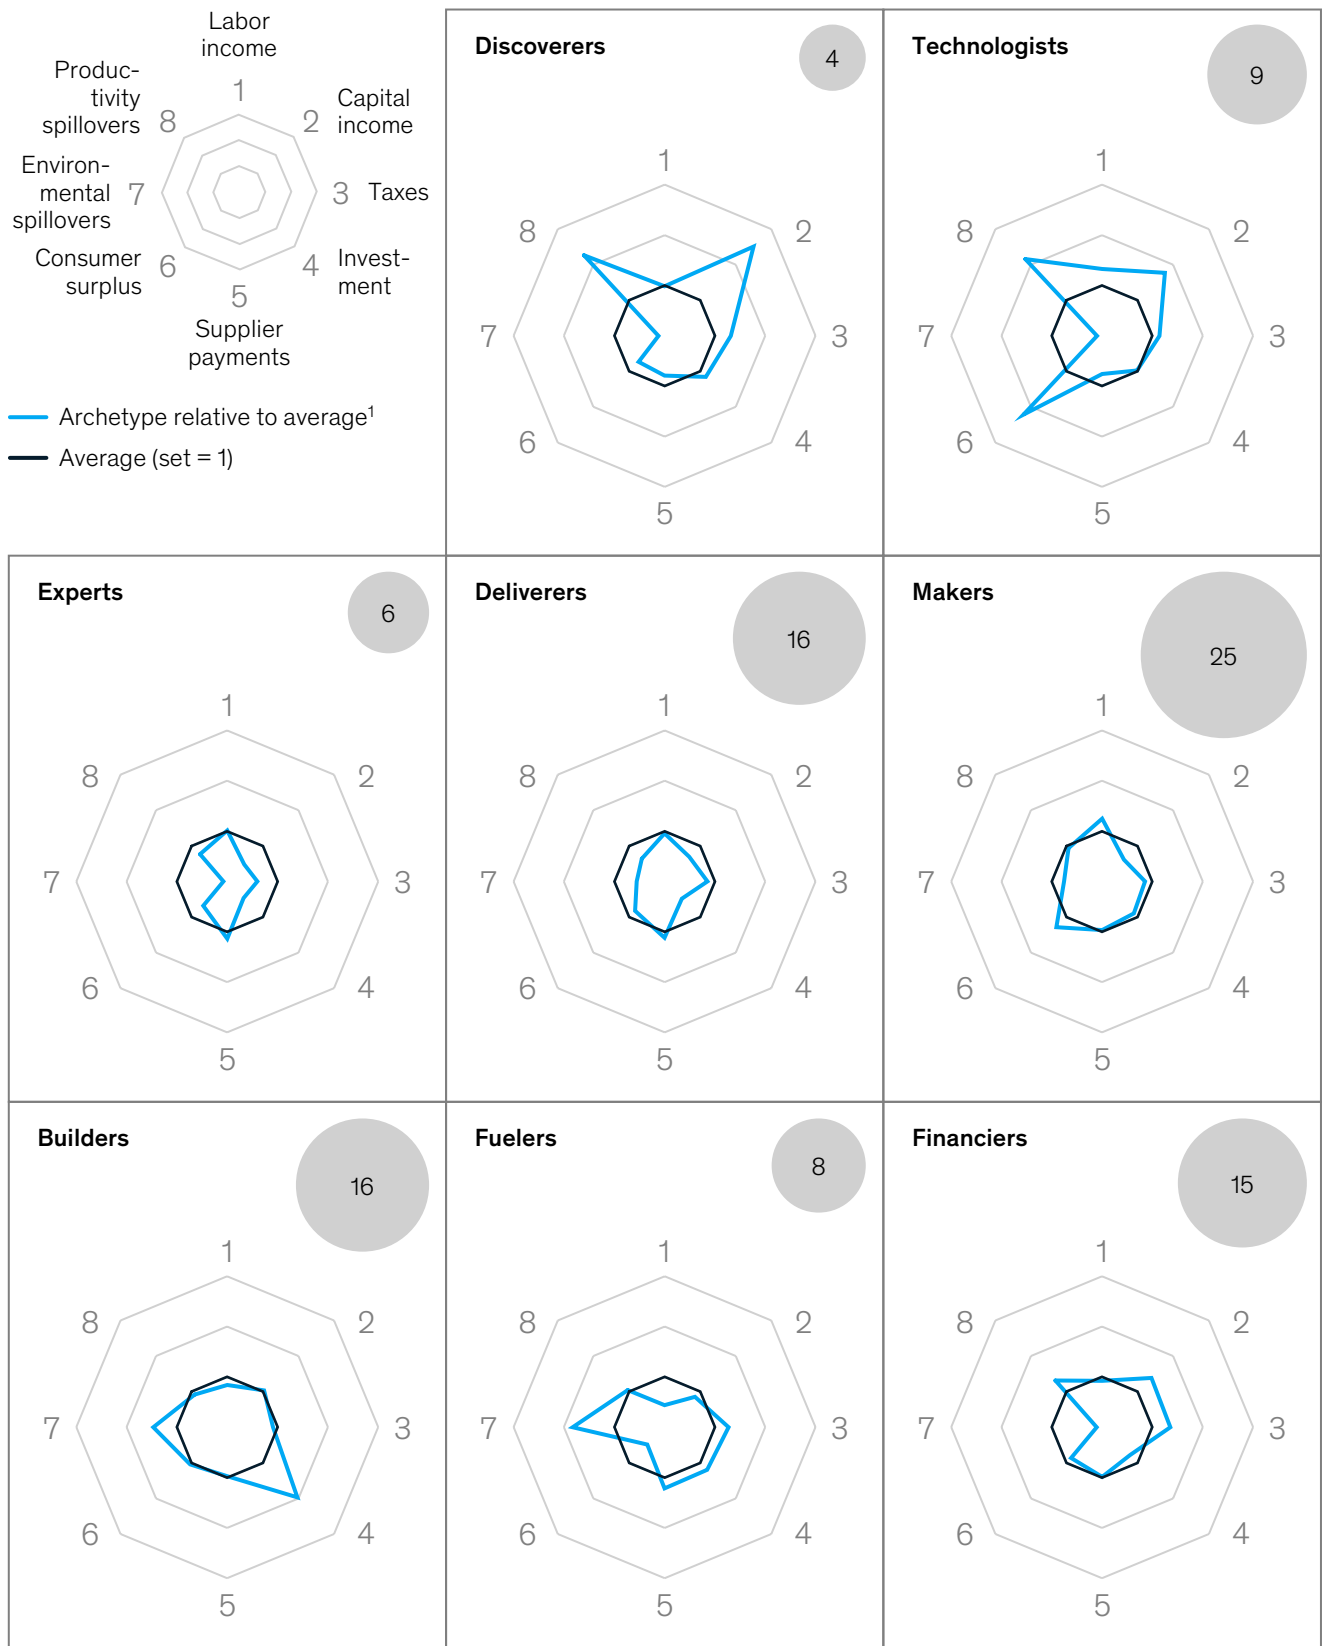 Labor
income
Produc-
tivity
spillovers
8
1
2
Capital
income
Environ-
mental
spillovers
7
3
Taxes
Consumer
surplus
6
4
Invest-
ment
5
Supplier
payments
Archetype relative to average¹
Average (set = 1)
Discoverers
4
1
8
2
7
3
6
4
5
Technologists
9
1
8
2
7
3
6
4
5
Experts
6
1
8
2
7
3
6
4
5
Deliverers
16
1
8
2
7
3
6
4
5
Makers
25
1
8
2
7
3
6
4
5
Builders
16
1
8
2
7
3
6
4
5
Fuelers
8
1
8
2
7
3
6
4
5
Financiers
15
1
8
2
7
3
6
4
5